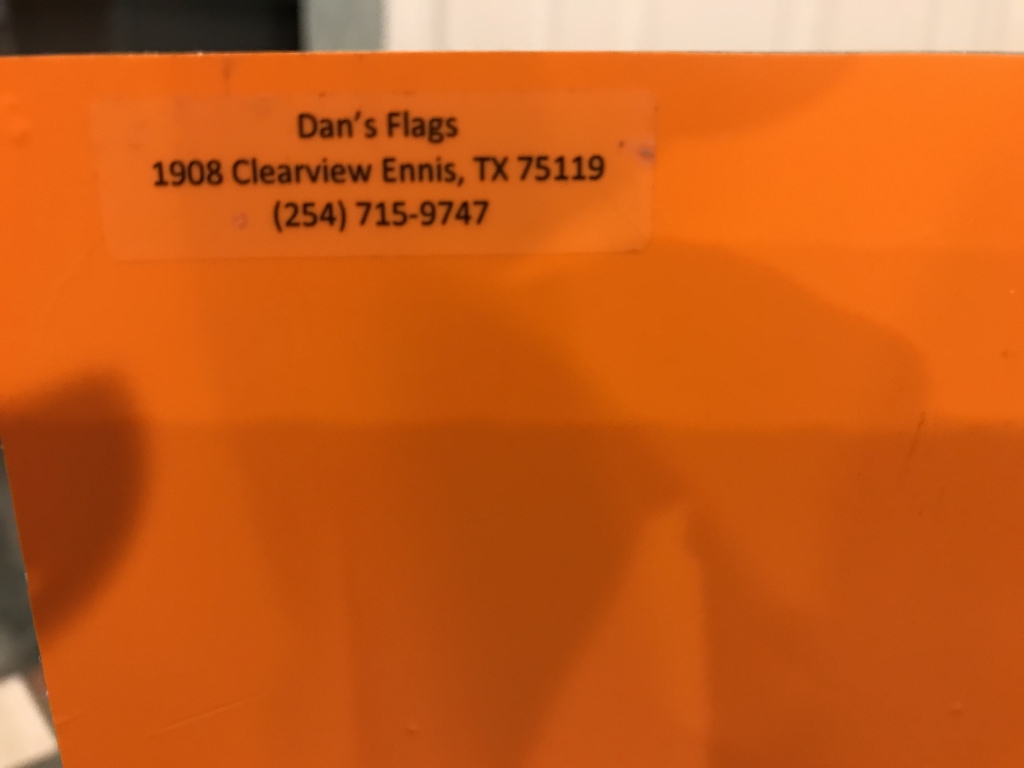 Dan's Flags
1908 Clearview Ennis, TX 75119
(254) 715-9747